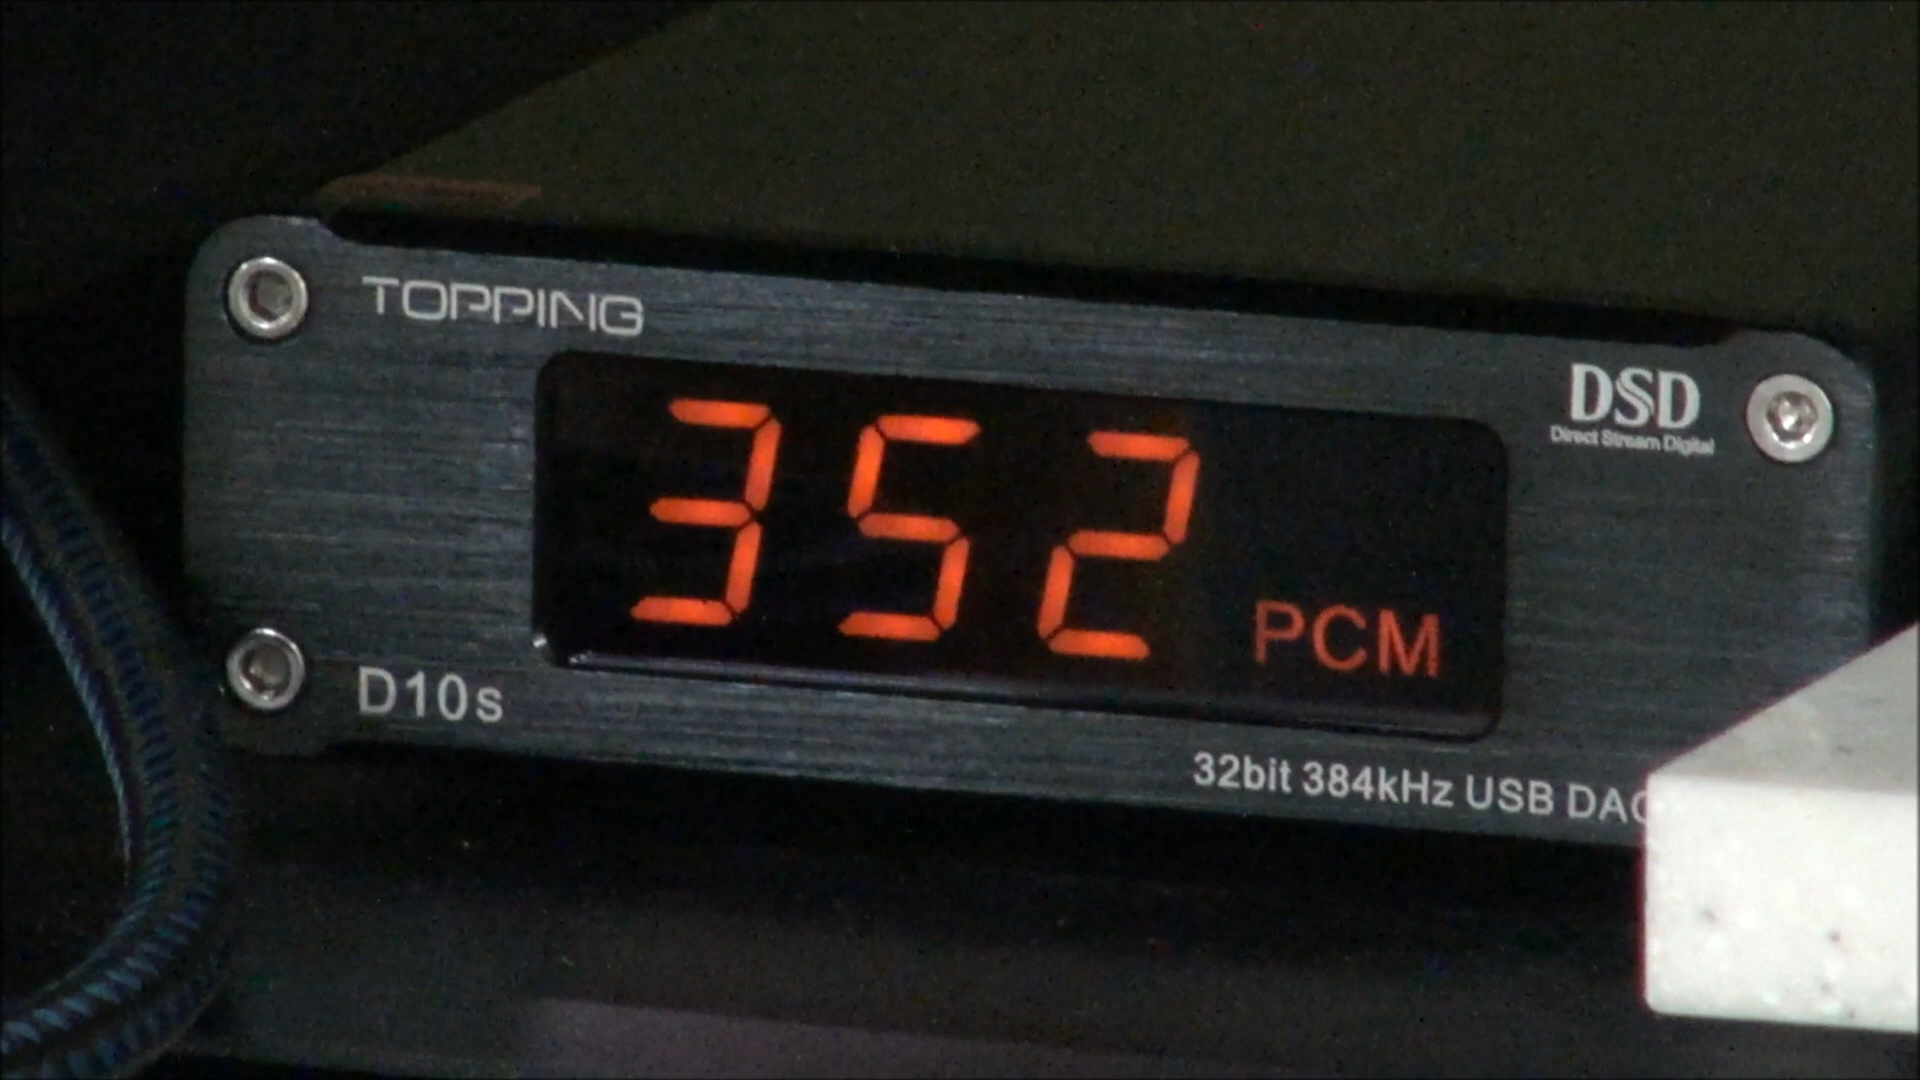 TOPPING
DSD
Direct Stream Digital
352
PCM
D10s
32bit 384kHz USB DAC